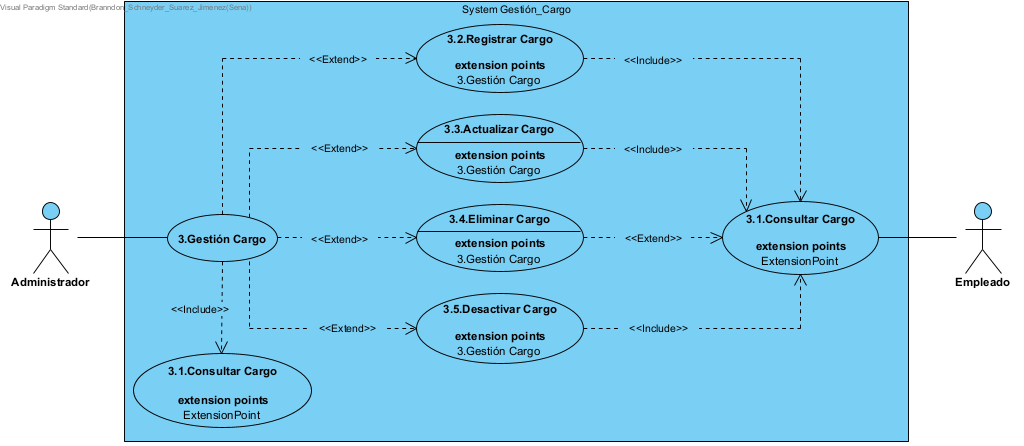 Visual Paradigm Standard(Branndon_Schneyder_Suarez_Jimenez(Sena))
System Gestión_Cargo
3.2.Registrar Cargo
extension points
3.Gestión Cargo
<<Extend>>
<<Include>>
3.3.Actualizar Cargo
extension points
3.Gestión Cargo
<<Extend>>
<<Include>>
3.Gestión Cargo
3.4.Eliminar Cargo
extension points
3.Gestión Cargo
<<Extend>>
<<Extend>>
3.1.Consultar Cargo
extension points
ExtensionPoint
Administrador
Empleado
3.5.Desactivar Cargo
extension points
3.Gestión Cargo
<<Extend>>
<<Include>>
<<Include>>
3.1.Consultar Cargo
extension points
ExtensionPoint